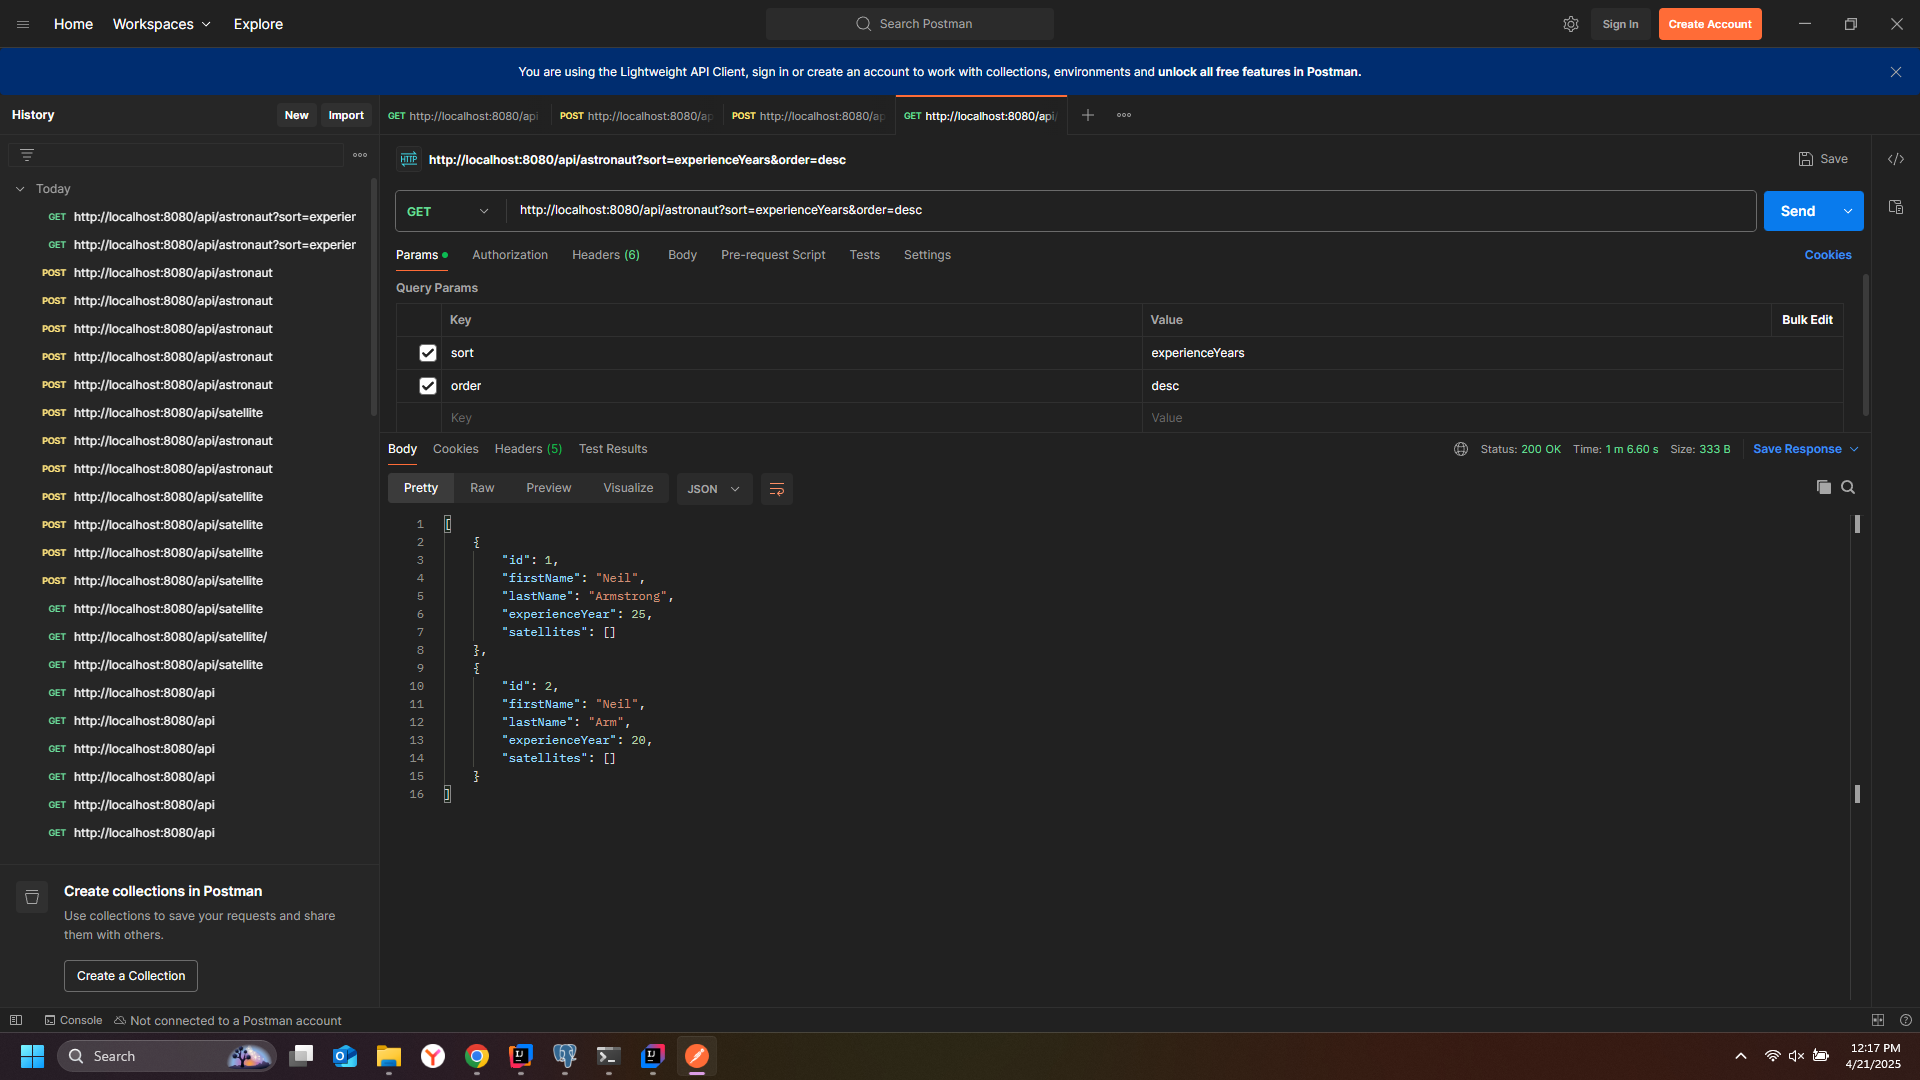 Home Workspaces Explore Search Postman Sign In Create Account
You are using the Lightweight API Client, sign in or create an account to work with collections, environments and unlock all free features in Postman.
History New Import
GET http://localhost:8080/api
POST http://localhost:8080/ap
POST http://localhost:8080/ap
GET http://localhost:8080/api/
http://localhost:8080/api/astronaut?sort=experienceYears&order=desc
Save
Today
GET http://localhost:8080/api/astronaut?sort=experier
GET http://localhost:8080/api/astronaut?sort=experier
POST http://localhost:8080/api/astronaut
POST http://localhost:8080/api/astronaut
POST http://localhost:8080/api/astronaut
POST http://localhost:8080/api/astronaut
POST http://localhost:8080/api/astronaut
POST http://localhost:8080/api/satellite
POST http://localhost:8080/api/astronaut
POST http://localhost:8080/api/astronaut
POST http://localhost:8080/api/satellite
POST http://localhost:8080/api/satellite
POST http://localhost:8080/api/satellite
POST http://localhost:8080/api/satellite
GET http://localhost:8080/api/satellite
GET http://localhost:8080/api/satellite/
GET http://localhost:8080/api/satellite
GET http://localhost:8080/api
GET http://localhost:8080/api
GET http://localhost:8080/api
GET http://localhost:8080/api
GET http://localhost:8080/api
GET http://localhost:8080/api
Create collections in Postman
Use collections to save your requests and share
them with others.
Create a Collection
GET http://localhost:8080/api/astronaut?sort=experienceYears&order=desc Send
Params Authorization Headers (6) Body Pre-request Script Tests Settings Cookies
Query Params
Key Value Bulk Edit
sort experienceYears
order desc
Key Value
Body Cookies Headers (5) Test Results Status: 200 OK Time: 1 m 6.60 s Size: 333 B Save Response
Pretty Raw Preview Visualize JSON
1 [
2 {
3 "id": 1,
4 "firstName": "Neil",
5 "lastName": "Armstrong",
6 "experienceYear": 25,
7 "satellites": []
8 },
9 {
10 "id": 2,
11 "firstName": "Neil",
12 "lastName": "Arm",
13 "experienceYear": 20,
14 "satellites": []
15 }
16 ]
Console Not connected to a Postman account
Search
12:17 PM
4/21/2025